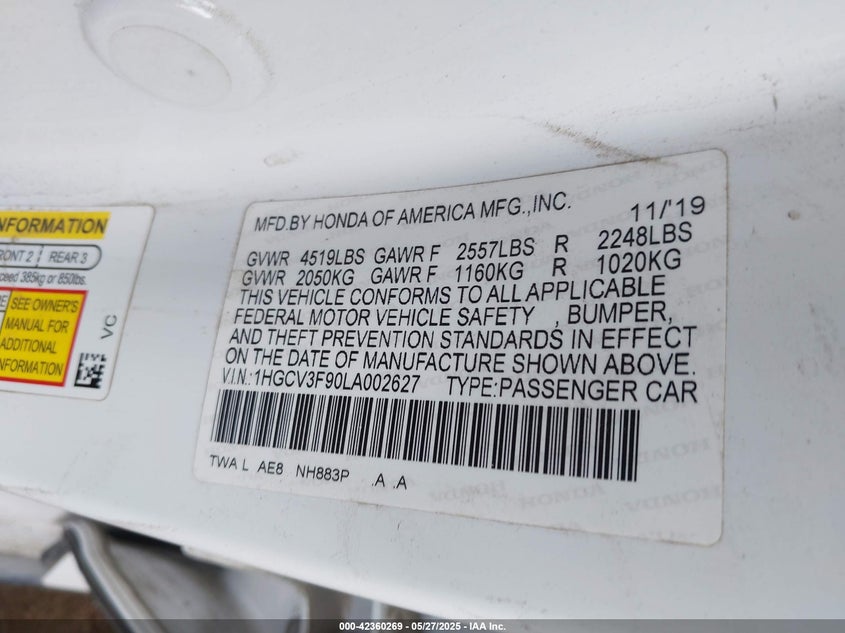 NFORMATION
RONT 2 REAR 3
ceed 385kg or 850lbs.
SEE OWNER'S
MANUAL FOR
ADDITIONAL
INFORMATION
VC
MFD.BY HONDA OF AMERICA MFG.,INC. 11/'19
GVWR 4519LBS GAWR F 2557LBS R 2248LBS
GVWR 2050KG GAWR F 1160KG R 1020KG
THIS VEHICLE CONFORMS TO ALL APPLICABLE
FEDERAL MOTOR VEHICLE SAFETY , BUMPER,
AND THEFT PREVENTION STANDARDS IN EFFECT
ON THE DATE OF MANUFACTURE SHOWN ABOVE.
V.I.N.:1HGCV3F90LA002627 TYPE:PASSENGER CAR
TWA L AE8 NH883P .A .A
HONDA
000-42360269 - 05/27/2025 - IAA Inc.